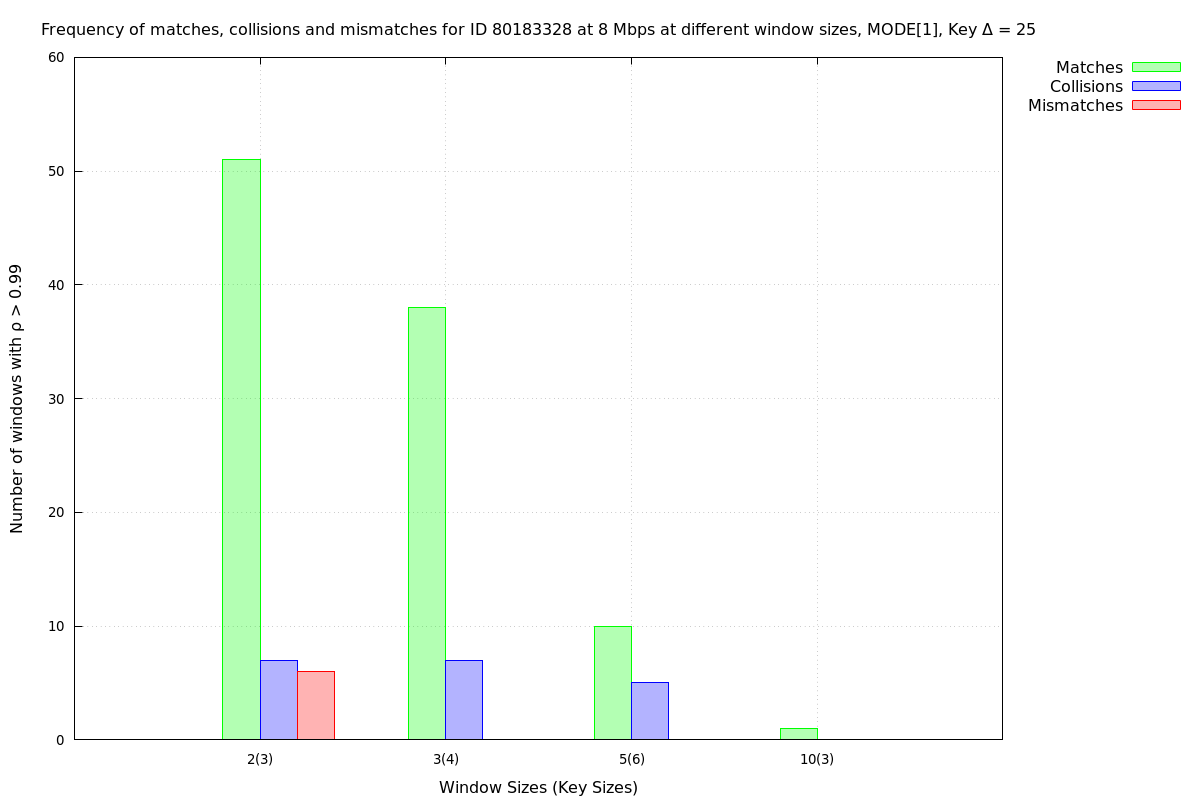 Frequency of matches, collisions and mismatches for ID 80183328 at 8 Mbps at different window sizes, MODE[1], Key Δ = 25
Matches
Collisions
Mismatches
Number of windows with ρ > 0.99
60
50
40
30
20
10
0
2(3) 3(4) 5(6) 10(3)
Window Sizes (Key Sizes)